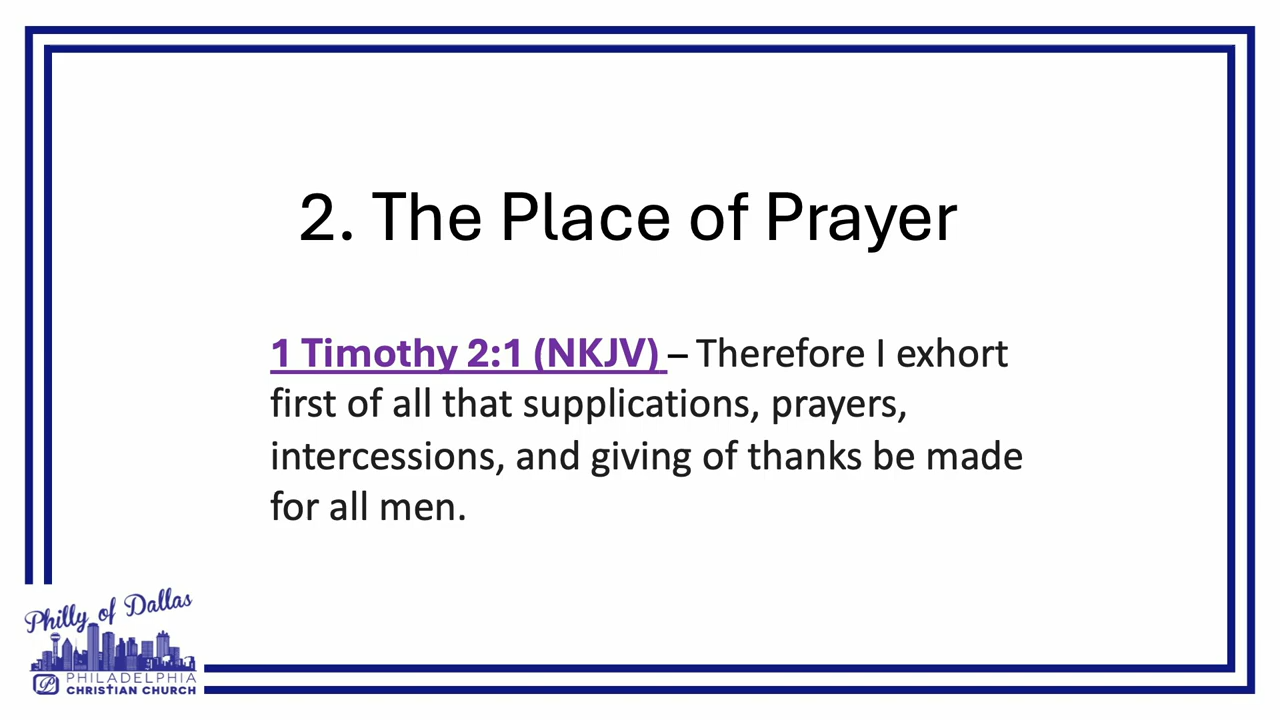 2. The Place of Prayer
1 Timothy 2:1 (NKJV) – Therefore I exhort
first of all that supplications, prayers,
intercessions, and giving of thanks be made
for all men.
Philly of Dallas
PHILADELPHIA
CHRISTIAN CHURCH